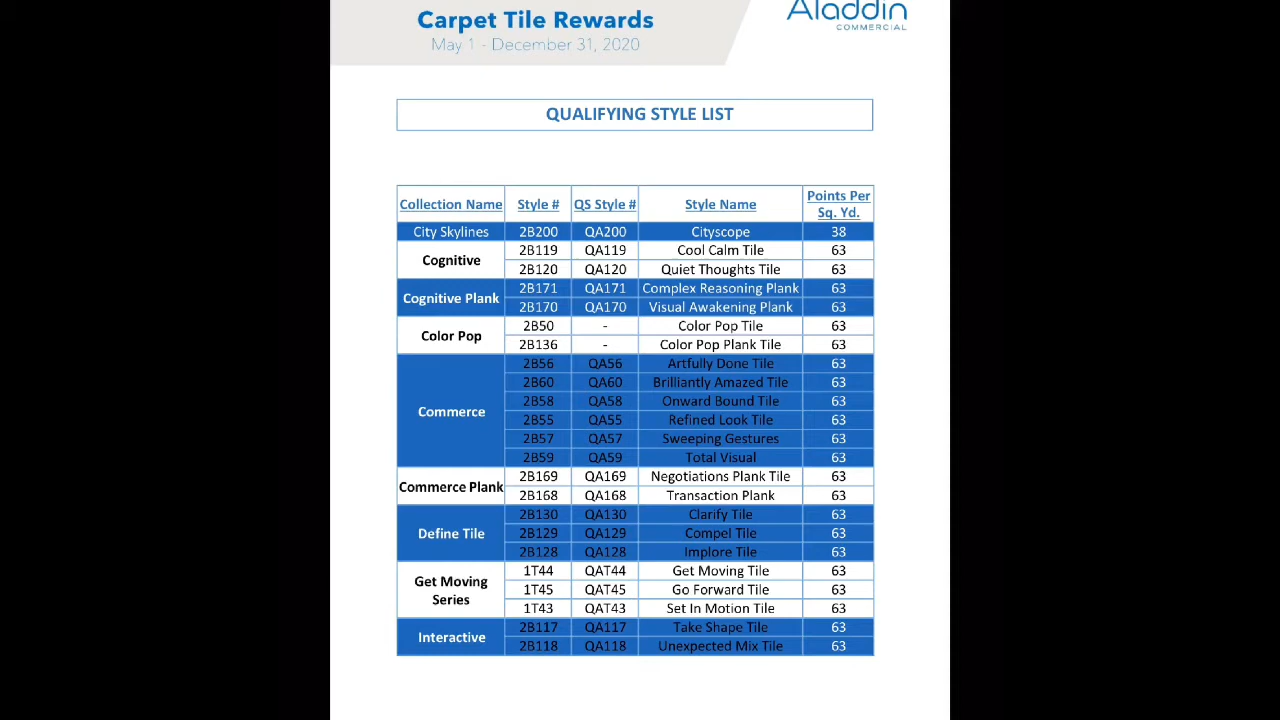 Carpet Tile Rewards
May 1 - December 31, 2020
Aladdin
COMMERCIAL
QUALIFYING STYLE LIST
Collection Name Style # QS Style # Style Name Points Per Sq. Yd.
City Skylines 2B200 QA200 Cityscope 38
Cognitive 2B119 QA119 Cool Calm Tile 63
2B120 QA120 Quiet Thoughts Tile 63
Cognitive Plank 2B171 QA171 Complex Reasoning Plank 63
2B170 QA170 Visual Awakening Plank 63
Color Pop 2B50 - Color Pop Tile 63
2B136 - Color Pop Plank Tile 63
Commerce 2B56 QA56 Artfully Done Tile 63
2B60 QA60 Brilliantly Amazed Tile 63
2B58 QA58 Onward Bound Tile 63
2B55 QA55 Refined Look Tile 63
2B57 QA57 Sweeping Gestures 63
2B59 QA59 Total Visual 63
Commerce Plank 2B169 QA169 Negotiations Plank Tile 63
2B168 QA168 Transaction Plank 63
Define Tile 2B130 QA130 Clarify Tile 63
2B129 QA129 Compel Tile 63
2B128 QA128 Implore Tile 63
Get Moving Series 1T44 QAT44 Get Moving Tile 63
1T45 QAT45 Go Forward Tile 63
1T43 QAT43 Set In Motion Tile 63
Interactive 2B117 QA117 Take Shape Tile 63
2B118 QA118 Unexpected Mix Tile 63